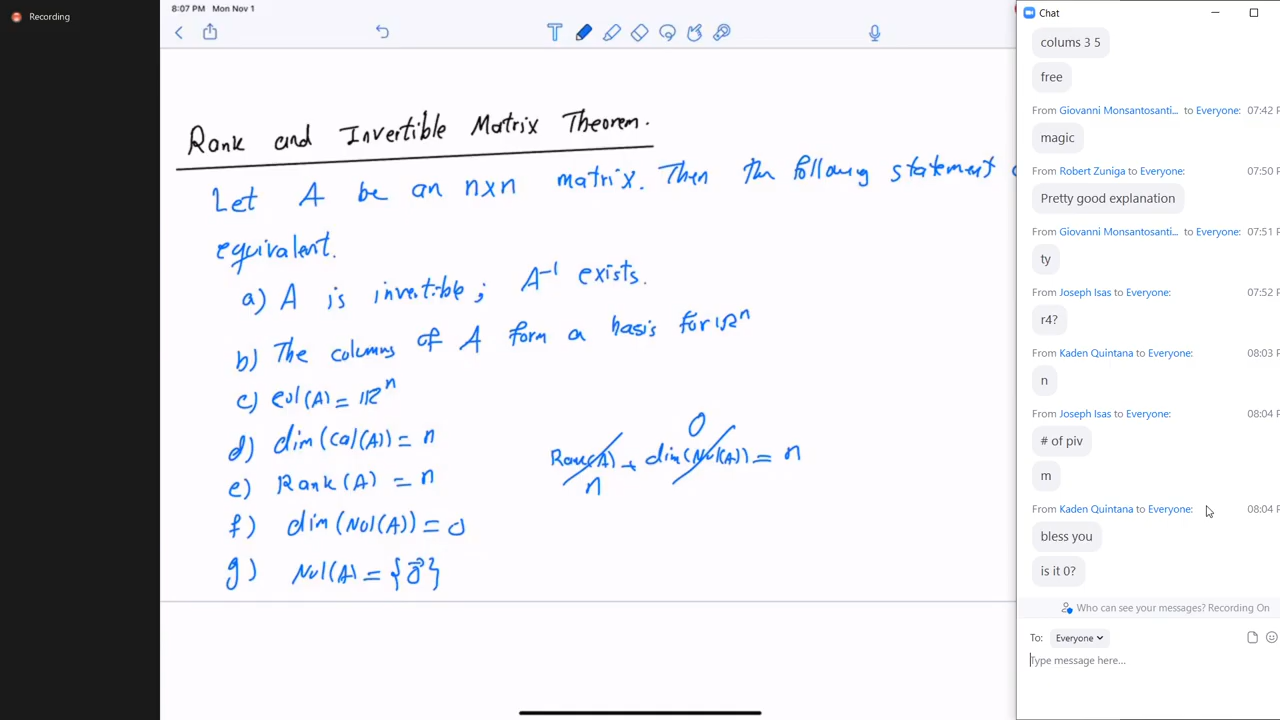 Recording
8:07 PM Mon Nov 1
Rank and Invertible Matrix Theorem.
Let A be an nxn matrix. Then the following statement
equivalent.
a) A is invertible; A⁻¹ exists.
b) The columns of A form a basis for ℝⁿ
c) Col(A) = ℝⁿ
d) dim(Col(A)) = n
e) Rank(A) = n
f) dim(Nul(A)) = 0
g) Nul(A) = {0⃗}
0
Rank(A) + dim(Nul(A)) = n
n
Chat
colums 3 5
free
From Giovanni Monsantosanti... to Everyone: 07:42
magic
From Robert Zuniga to Everyone: 07:50
Pretty good explanation
From Giovanni Monsantosanti... to Everyone: 07:51
ty
From Joseph Isas to Everyone: 07:52
r4?
From Kaden Quintana to Everyone: 08:03
n
From Joseph Isas to Everyone: 08:04
# of piv
m
From Kaden Quintana to Everyone: 08:04
bless you
is it 0?
Who can see your messages? Recording On
To: Everyone
Type message here...